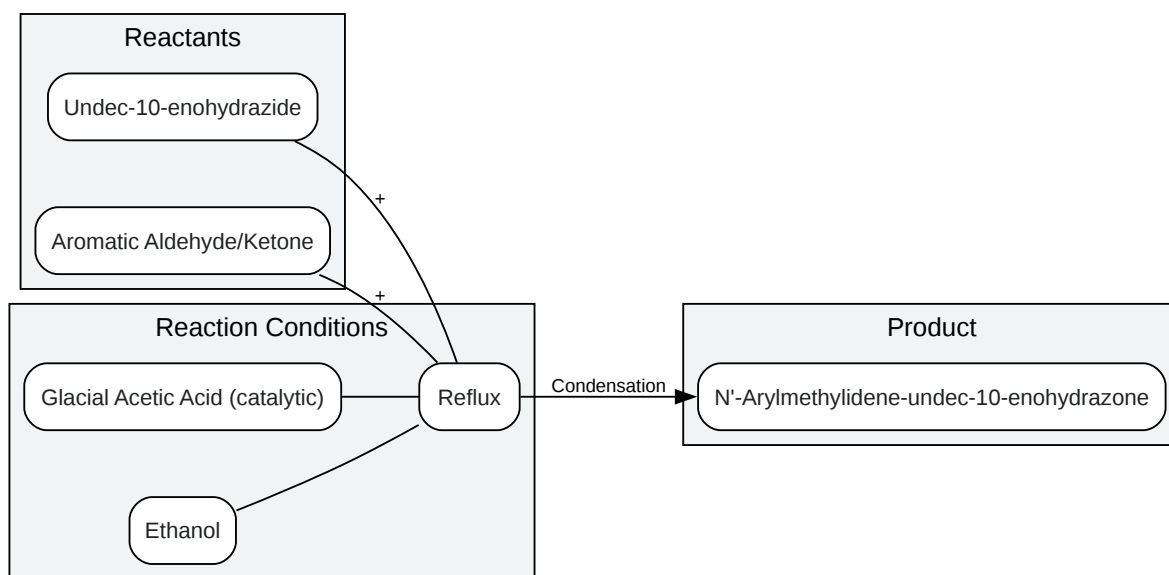 Reactants
Undec-10-enohydrazide
+
Aromatic Aldehyde/Ketone
+
Reaction Conditions
Glacial Acetic Acid (catalytic)
Reflux
Ethanol
Condensation
Product
N'-Arylmethylidene-undec-10-enohydrazone